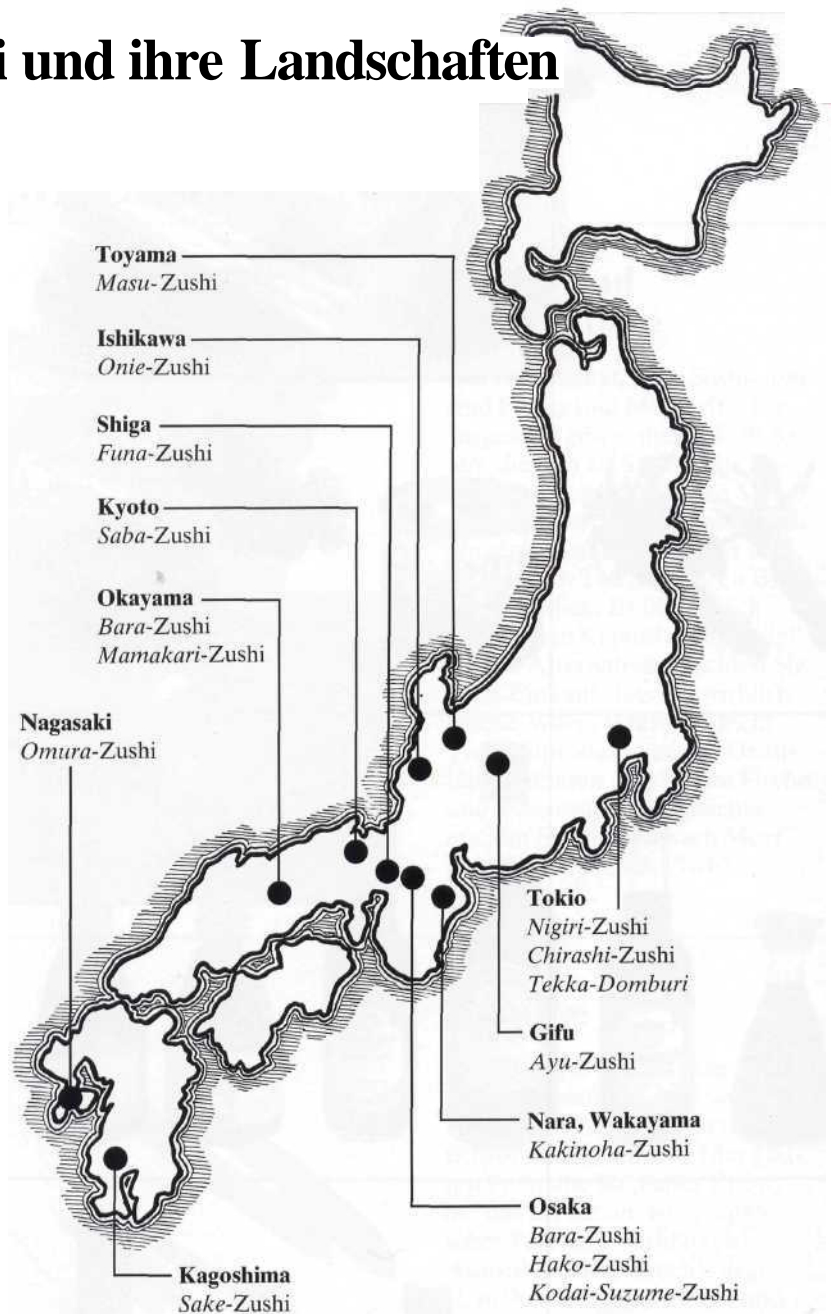 i und ihre Landschaften
Toyama
Masu-Zushi
Ishikawa
Onie-Zushi
Shiga
Funa-Zushi
Kyoto
Saba-Zushi
Okayama
Bara-Zushi
Mamakari-Zushi
Nagasaki
Omura-Zushi
Tokio
Nigiri-Zushi
Chirashi-Zushi
Tekka-Domburi
Gifu
Ayu-Zushi
Nara, Wakayama
Kakinoha-Zushi
Osaka
Bara-Zushi
Hako-Zushi
Kodai-Suzume-Zushi
Kagoshima
Sake-Zushi